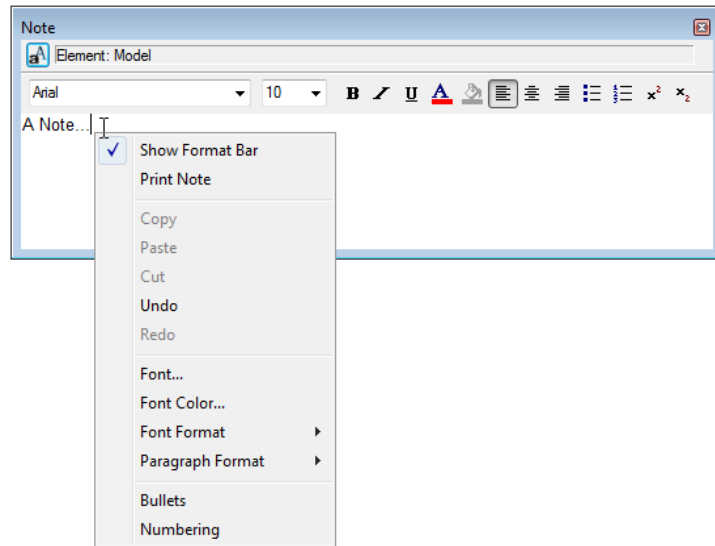 Note
aA Element: Model
Arial 10 B I U A x² x₂
A Note...
Show Format Bar
Print Note
Copy
Paste
Cut
Undo
Redo
Font...
Font Color...
Font Format
Paragraph Format
Bullets
Numbering